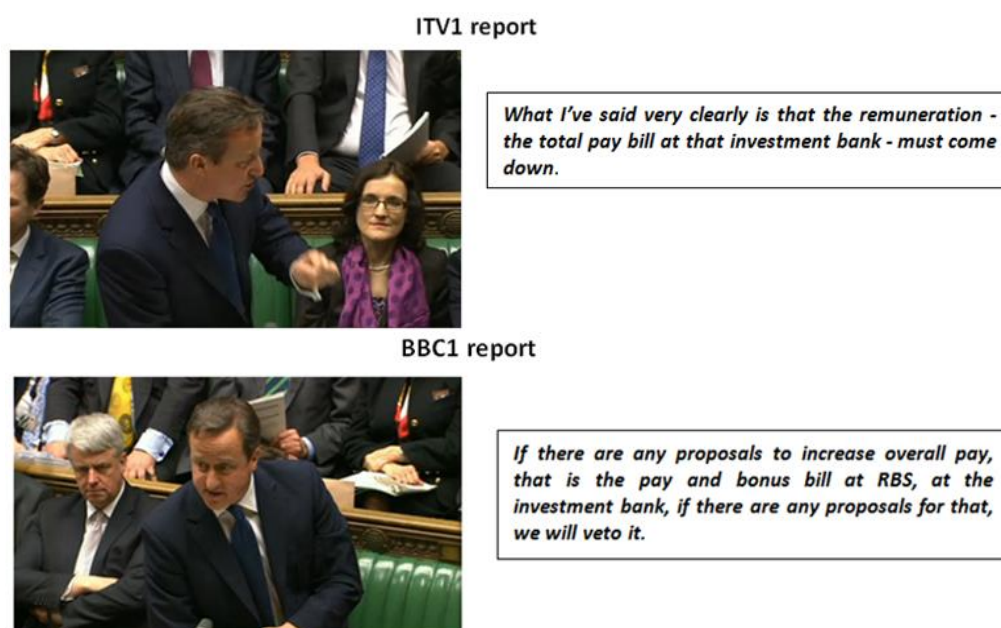 ITV1 report
What I've said very clearly is that the remuneration -
the total pay bill at that investment bank - must come
down.
BBC1 report
If there are any proposals to increase overall pay,
that is the pay and bonus bill at RBS, at the
investment bank, if there are any proposals for that,
we will veto it.